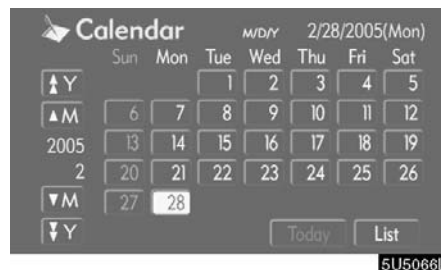 Calendar M/D/Y 2/28/2005(Mon)
Sun Mon Tue Wed Thu Fri Sat
Y 1 2 3 4 5
M 6 7 8 9 10 11 12
2005 13 14 15 16 17 18 19
2 20 21 22 23 24 25 26
M 27 28
Y Today List
5U5066